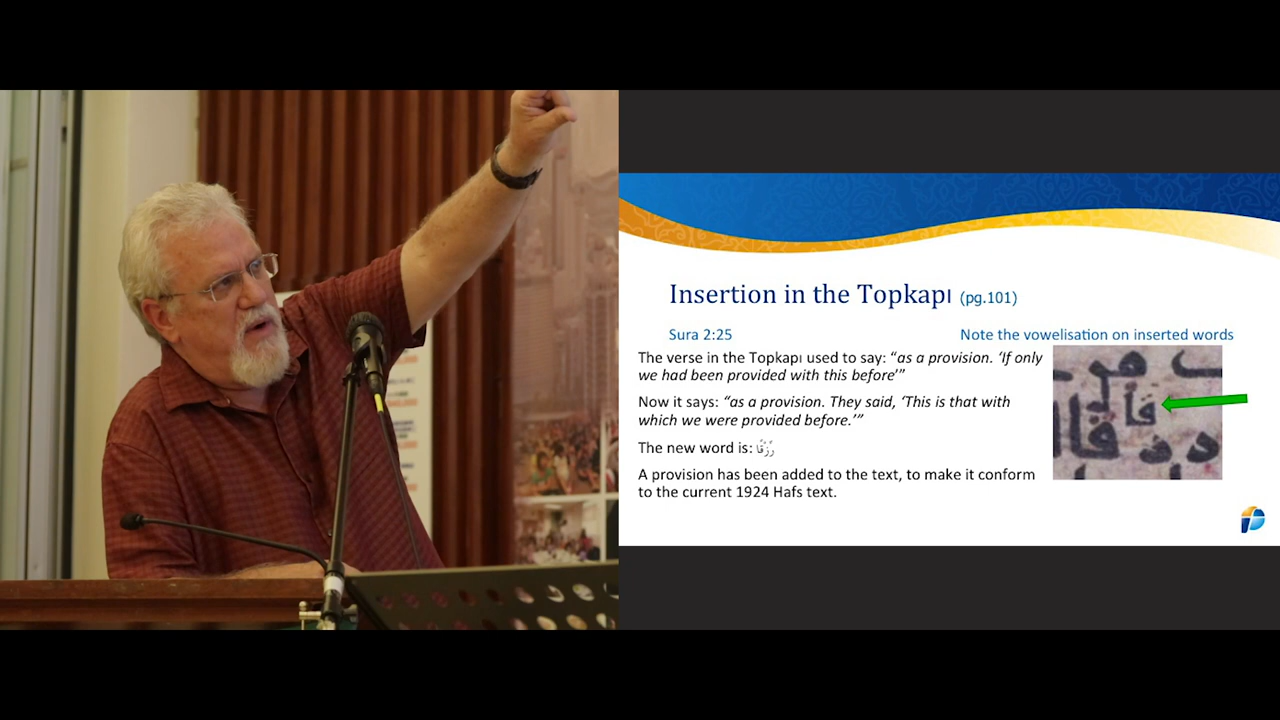 Insertion in the Topkapı (pg.101)
Sura 2:25
Note the vowelisation on inserted words
The verse in the Topkapı used to say: “as a provision. ‘If only
we had been provided with this before’”
Now it says: “as a provision. They said, ‘This is that with
which we were provided before.’”
The new word is: رِّزْقًا
A provision has been added to the text, to make it conform
to the current 1924 Hafs text.